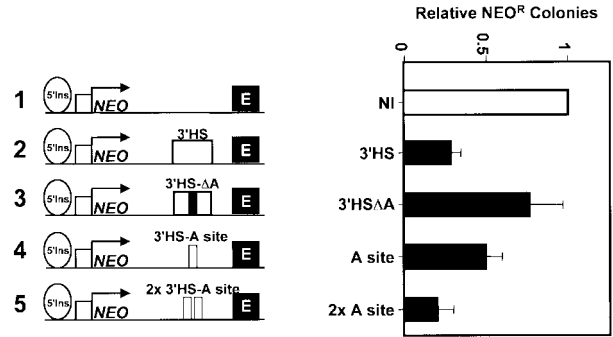 Relative NEOᴿ Colonies
0 0.5 1
1 5'Ins NEO E
NI
2 5'Ins NEO 3'HS E
3'HS
3 5'Ins NEO 3'HS-ΔA E
3'HSΔA
4 5'Ins NEO 3'HS-A site E
A site
5 5'Ins NEO 2x 3'HS-A site E
2x A site